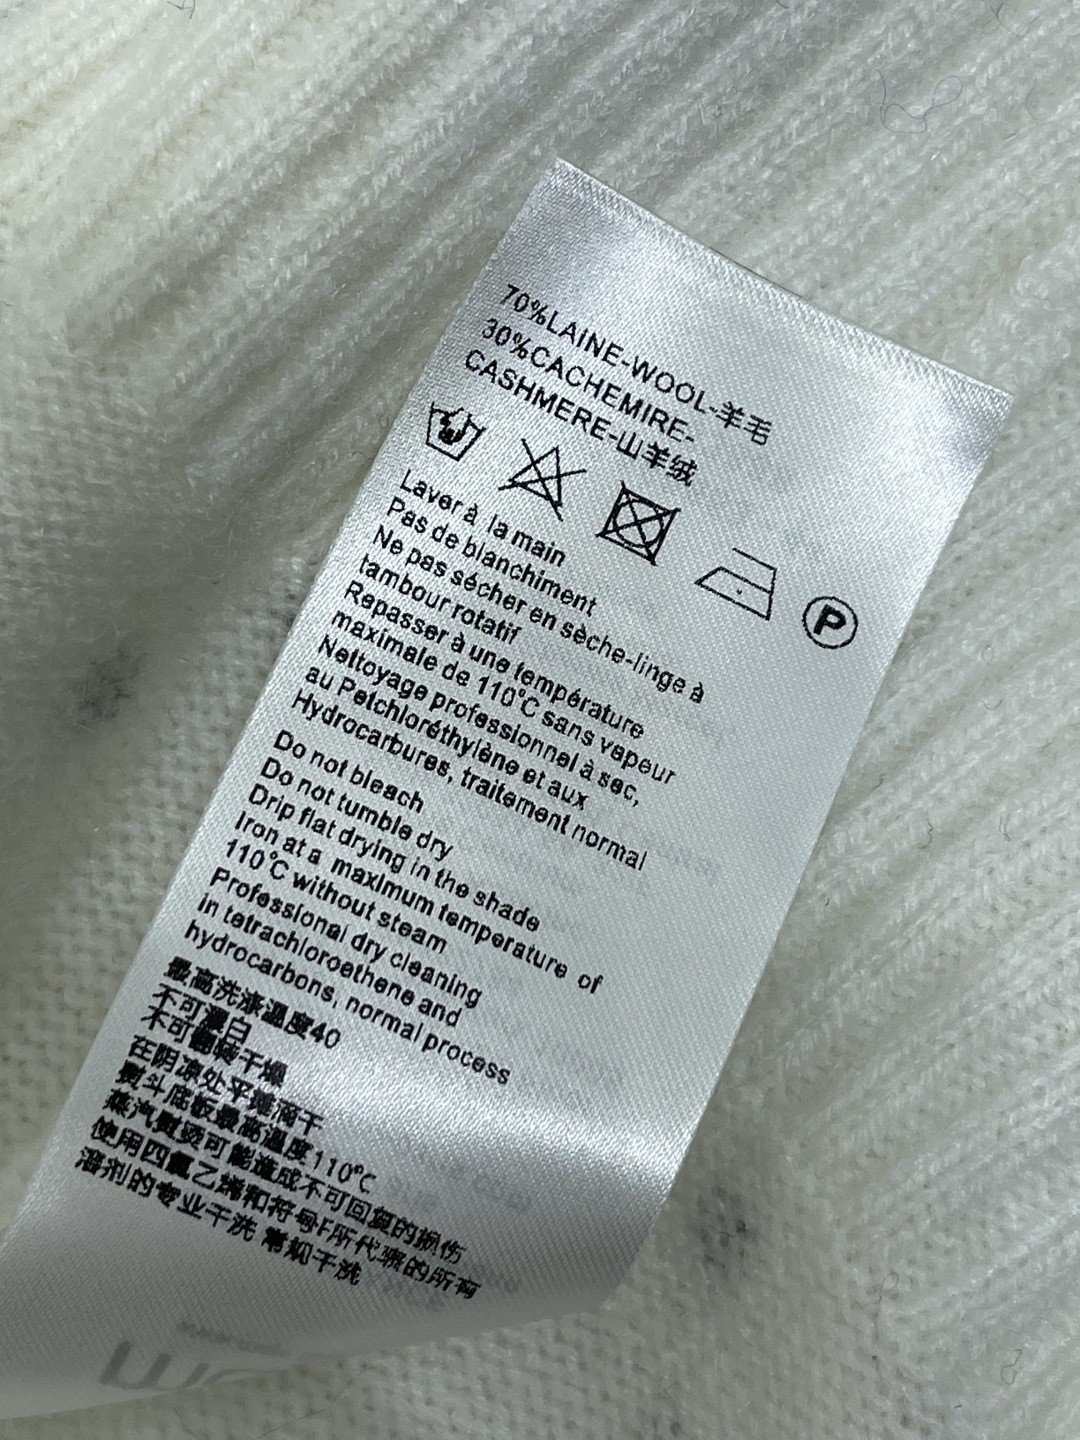 70%LAINE-WOOL-羊毛
30%CACHEMIRE-
CASHMERE-山羊绒
P
Laver à la main
Pas de blanchiment
Ne pas sécher en sèche-linge à
tambour rotatif
Repasser à une température
maximale de 110°C sans vapeur
Nettoyage professionnel à sec,
au Petchloréthylène et aux
Hydrocarbures, traitement normal
Do not bleach
Do not tumble dry
Drip flat drying in the shade
Iron at a maximum temperature of
110°C without steam
Professional dry cleaning
in tetrachloroethene and
hydrocarbons, normal process
最高洗涤温度40
不可漂白
不可翻转干燥
在阴凉处平摊滴干
熨斗底板最高温度110°C
蒸汽熨烫可能造成不可回复的损伤
使用四氯乙烯和符号F所代表的所有
溶剂的专业干洗 常规干洗